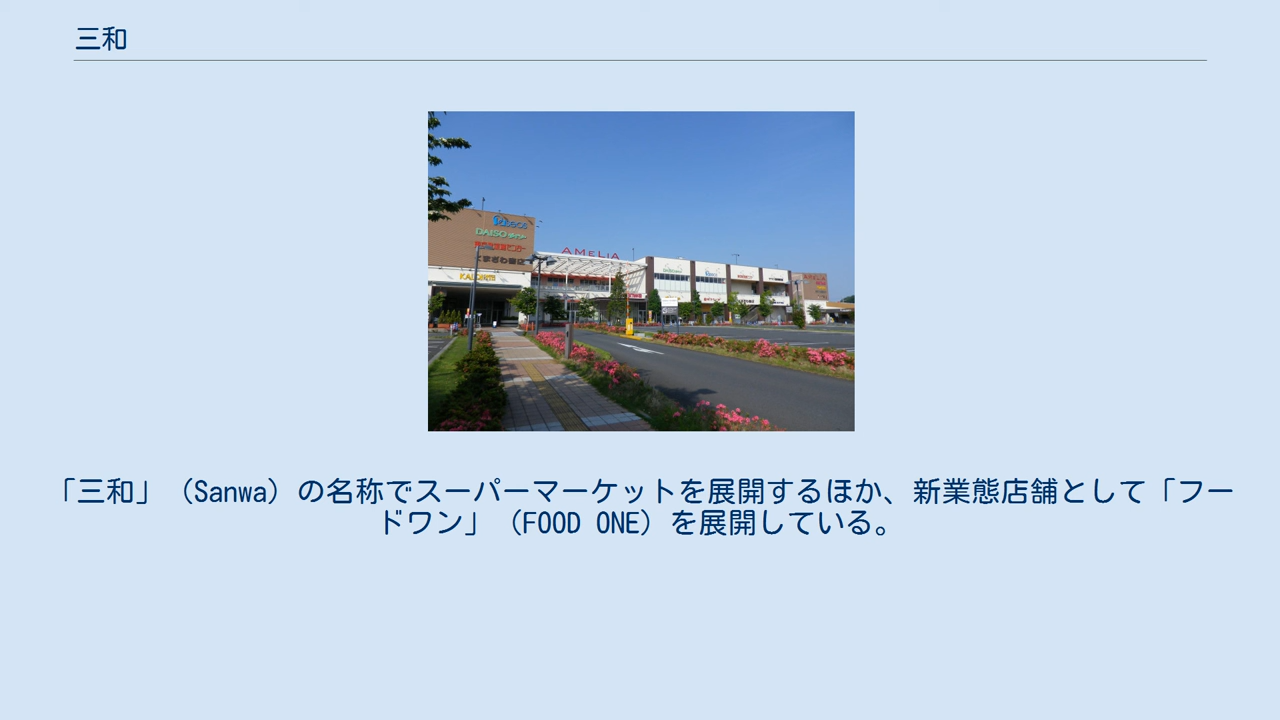 三和
AMELIA
DAISO
「三和」（Sanwa）の名称でスーパーマーケットを展開するほか、新業態店舗として「フー
ドワン」（FOOD ONE）を展開している。